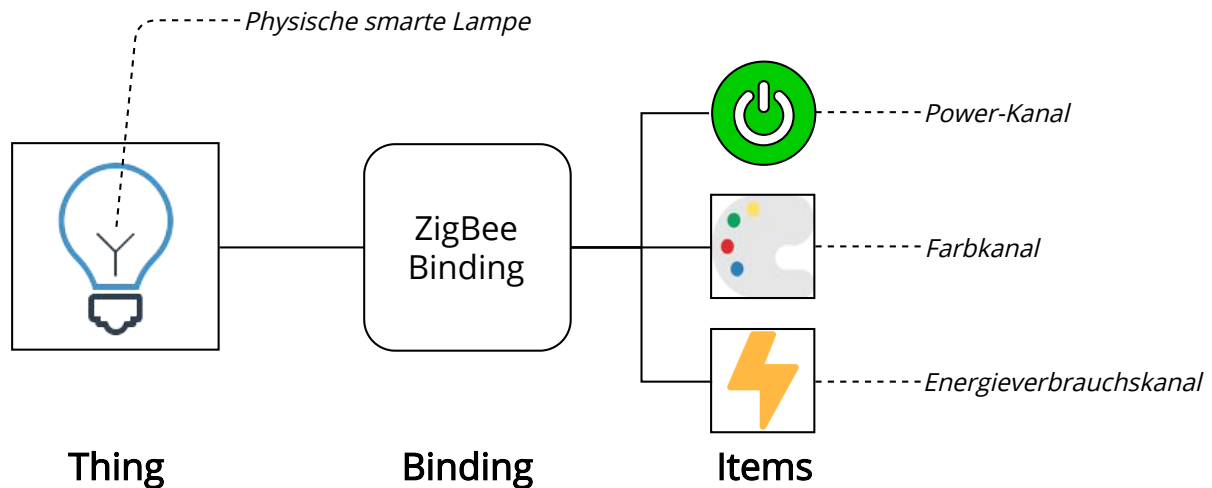 Physische smarte Lampe
Power-Kanal
ZigBee
Binding
Farbkanal
Energieverbrauchskanal
Thing
Binding
Items